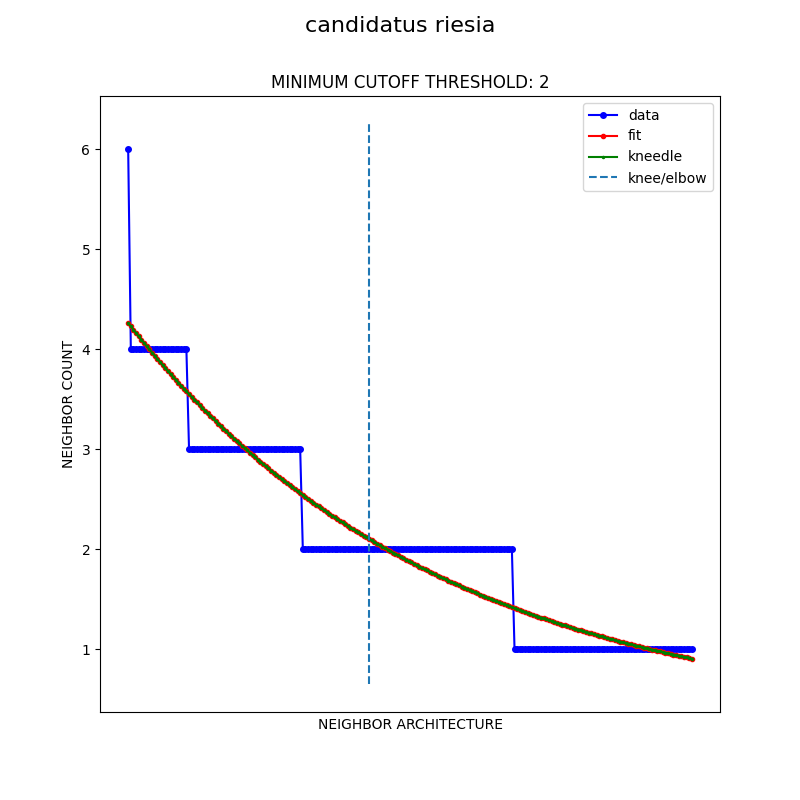 candidatus riesia
MINIMUM CUTOFF THRESHOLD: 2
data
fit
kneedle
knee/elbow
6
5
4
3
2
1
NEIGHBOR COUNT
NEIGHBOR ARCHITECTURE